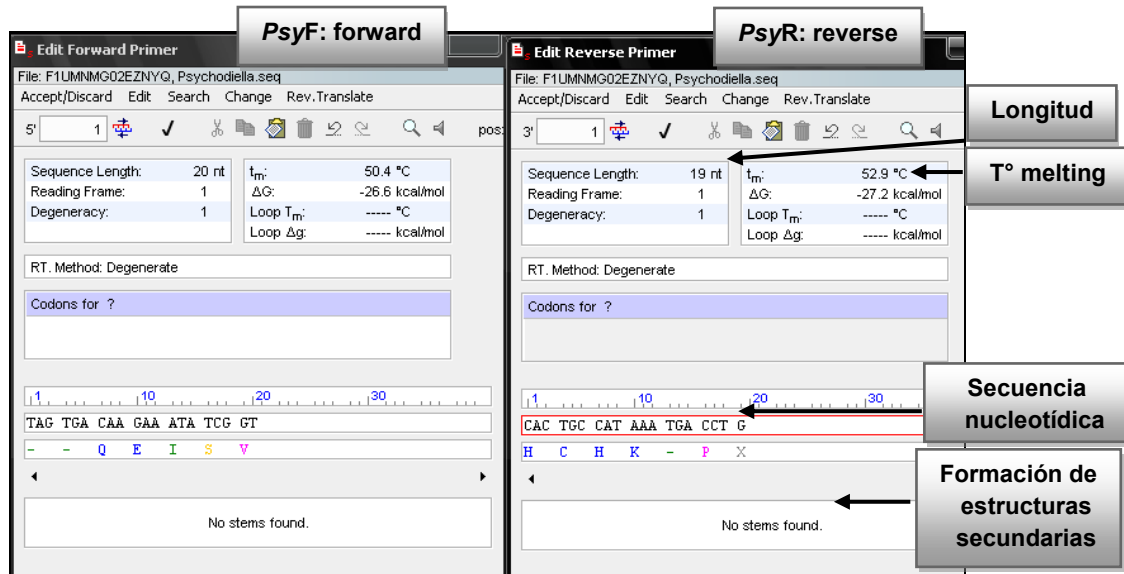 PsyF: forward
Edit Forward Primer
File: F1UMNMG02EZNYQ, Psychodiella.seq
Accept/Discard Edit Search Change Rev.Translate
5' 1 pos:
Sequence Length: 20 nt
Reading Frame: 1
Degeneracy: 1
tm: 50.4 °C
ΔG: -26.6 kcal/mol
Loop Tm: ----- °C
Loop Δg: ----- kcal/mol
RT. Method: Degenerate
Codons for ?
1 10 20 30
TAG TGA CAA GAA ATA TCG GT
- - Q E I S V
No stems found.
PsyR: reverse
Edit Reverse Primer
File: F1UMNMG02EZNYQ, Psychodiella.seq
Accept/Discard Edit Search Change Rev.Translate
3' 1
Sequence Length: 19 nt
Reading Frame: 1
Degeneracy: 1
tm: 52.9 °C
ΔG: -27.2 kcal/mol
Loop Tm: ----- °C
Loop Δg: ----- kcal/mol
RT. Method: Degenerate
Codons for ?
1 10 20 30
CAC TGC CAT AAA TGA CCT G
H C H K - P X
No stems found.
Longitud
T° melting
Secuencia
nucleotídica
Formación de
estructuras
secundarias